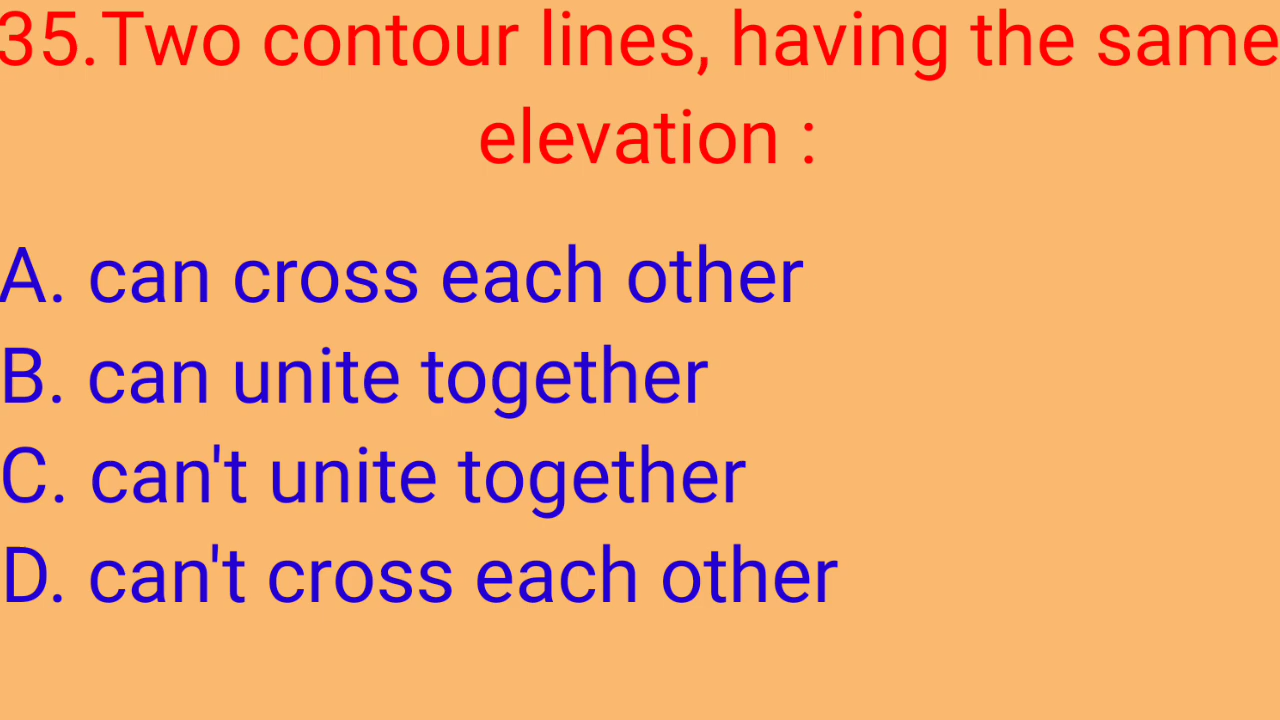 35.Two contour lines, having the same
elevation :
A. can cross each other
B. can unite together
C. can't unite together
D. can't cross each other